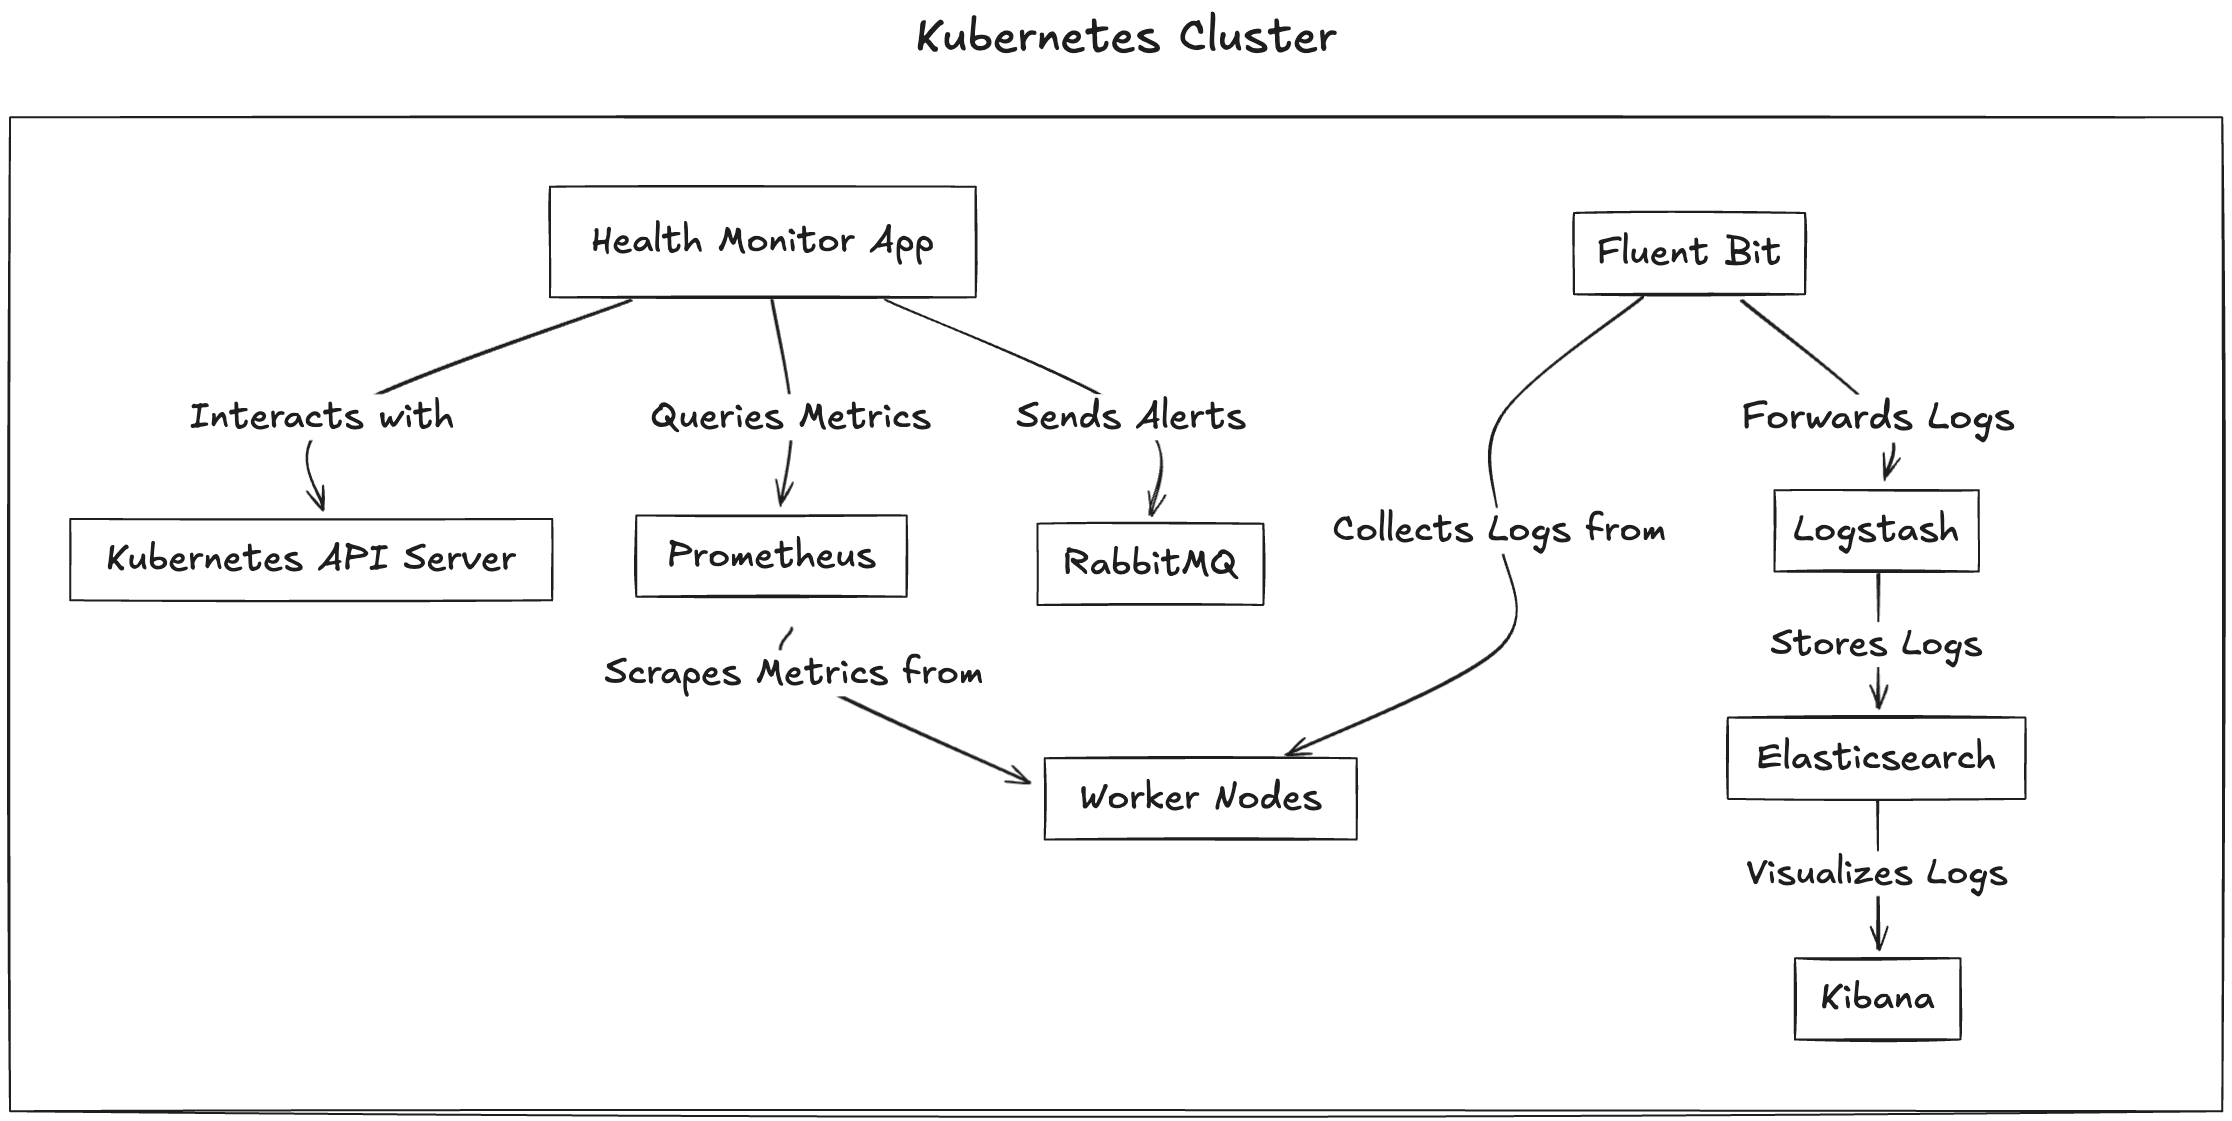 Kubernetes Cluster
Health Monitor App
Fluent Bit
Interacts with
Queries Metrics
Sends Alerts
Forwards Logs
Kubernetes API Server
Prometheus
RabbitMQ
Collects Logs from
Logstash
Scrapes Metrics from
Stores Logs
Worker Nodes
Elasticsearch
Visualizes Logs
Kibana